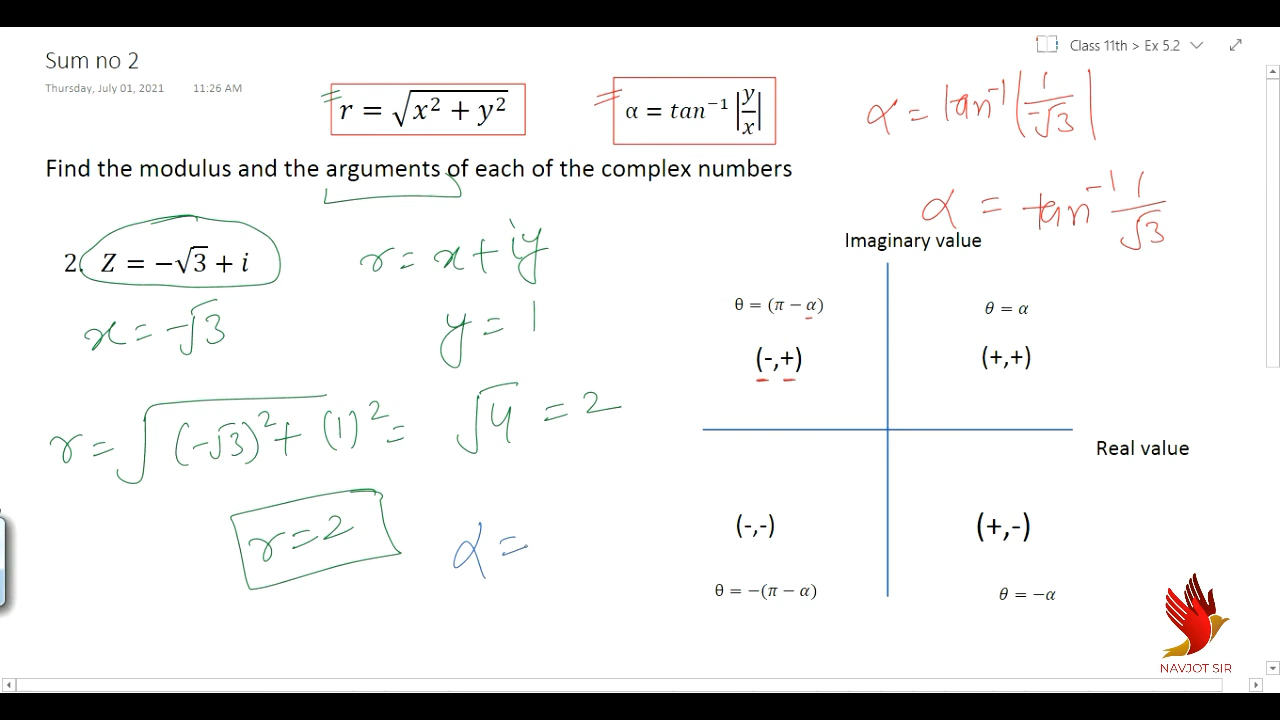 Sum no 2
Thursday, July 01, 2021 11:26 AM
Class 11th > Ex 5.2
r = √(x² + y²)
α = tan⁻¹ |y/x|
α = tan⁻¹ |1/-√3|
Find the modulus and the arguments of each of the complex numbers
α = tan⁻¹ 1/√3
2. Z = −√3 + i
r = x + iy
x = -√3
y = 1
r = √((-√3)² + (1)²) = √4 = 2
r = 2
α =
Imaginary value
θ = (π − α)
θ = α
(-,+)
(+,+)
Real value
(-,-)
(+,-)
θ = −(π − α)
θ = −α
NAVJOT SIR